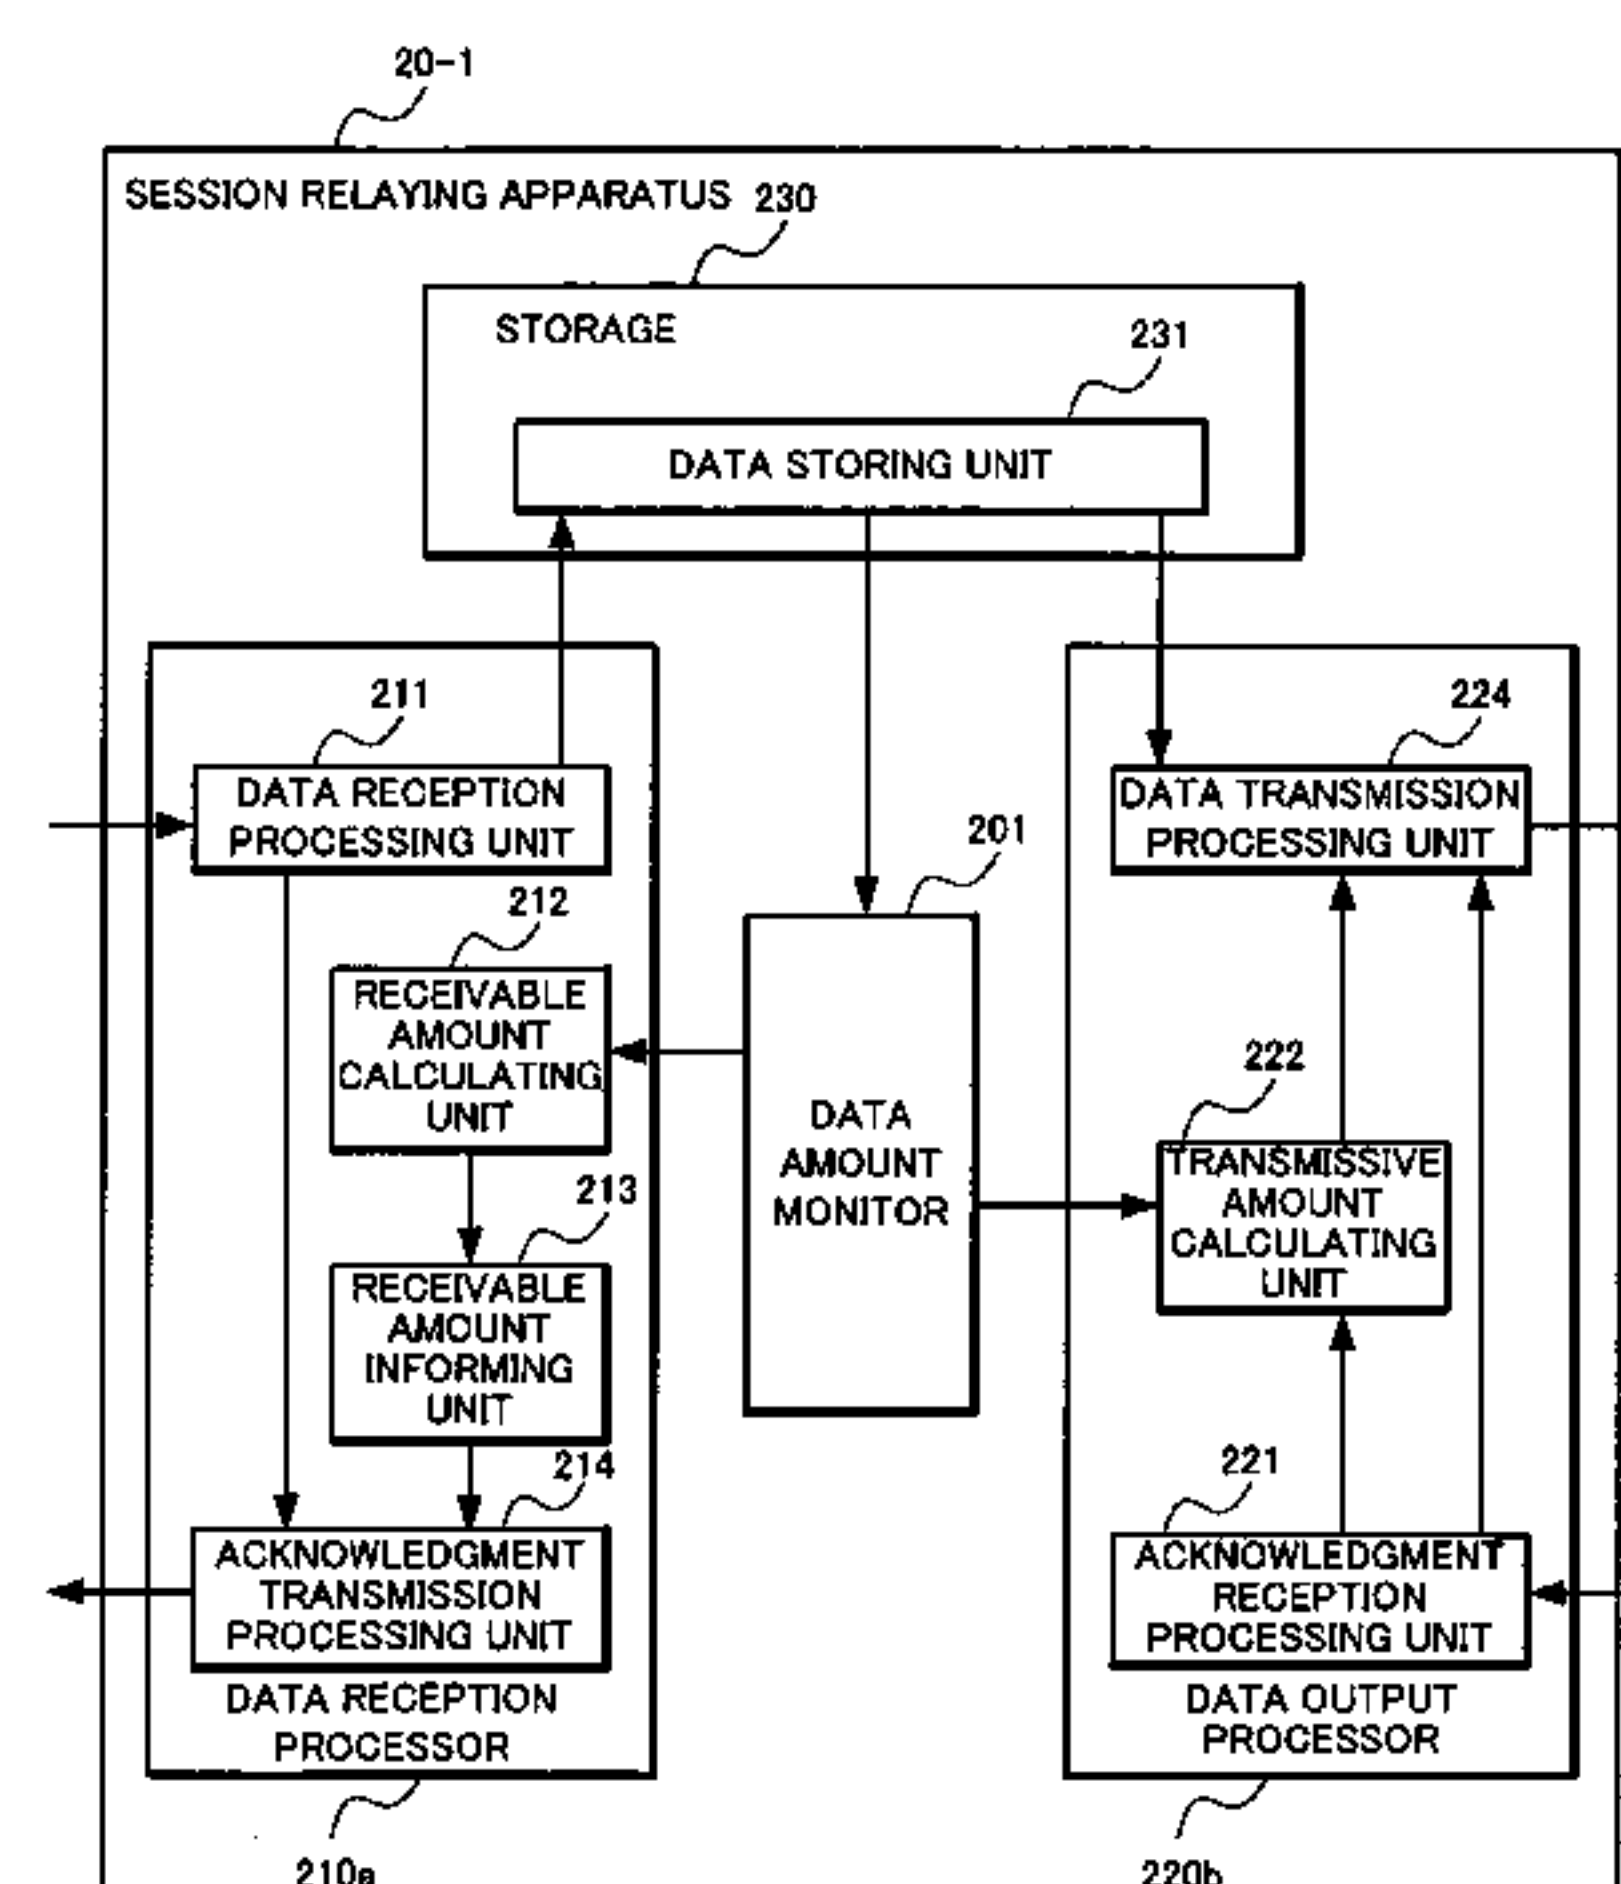 20-1
SESSION RELAYING APPARATUS 230
STORAGE
231
DATA STORING UNIT
211
DATA RECEPTION
PROCESSING UNIT
224
DATA TRANSMISSION
PROCESSING UNIT
201
212
RECEIVABLE
AMOUNT
CALCULATING
UNIT
DATA
AMOUNT
MONITOR
222
TRANSMISSIVE
AMOUNT
CALCULATING
UNIT
213
RECEIVABLE
AMOUNT
INFORMING
UNIT
214
ACKNOWLEDGMENT
TRANSMISSION
PROCESSING UNIT
221
ACKNOWLEDGMENT
RECEPTION
PROCESSING UNIT
DATA RECEPTION
PROCESSOR
DATA OUTPUT
PROCESSOR
210a
220b